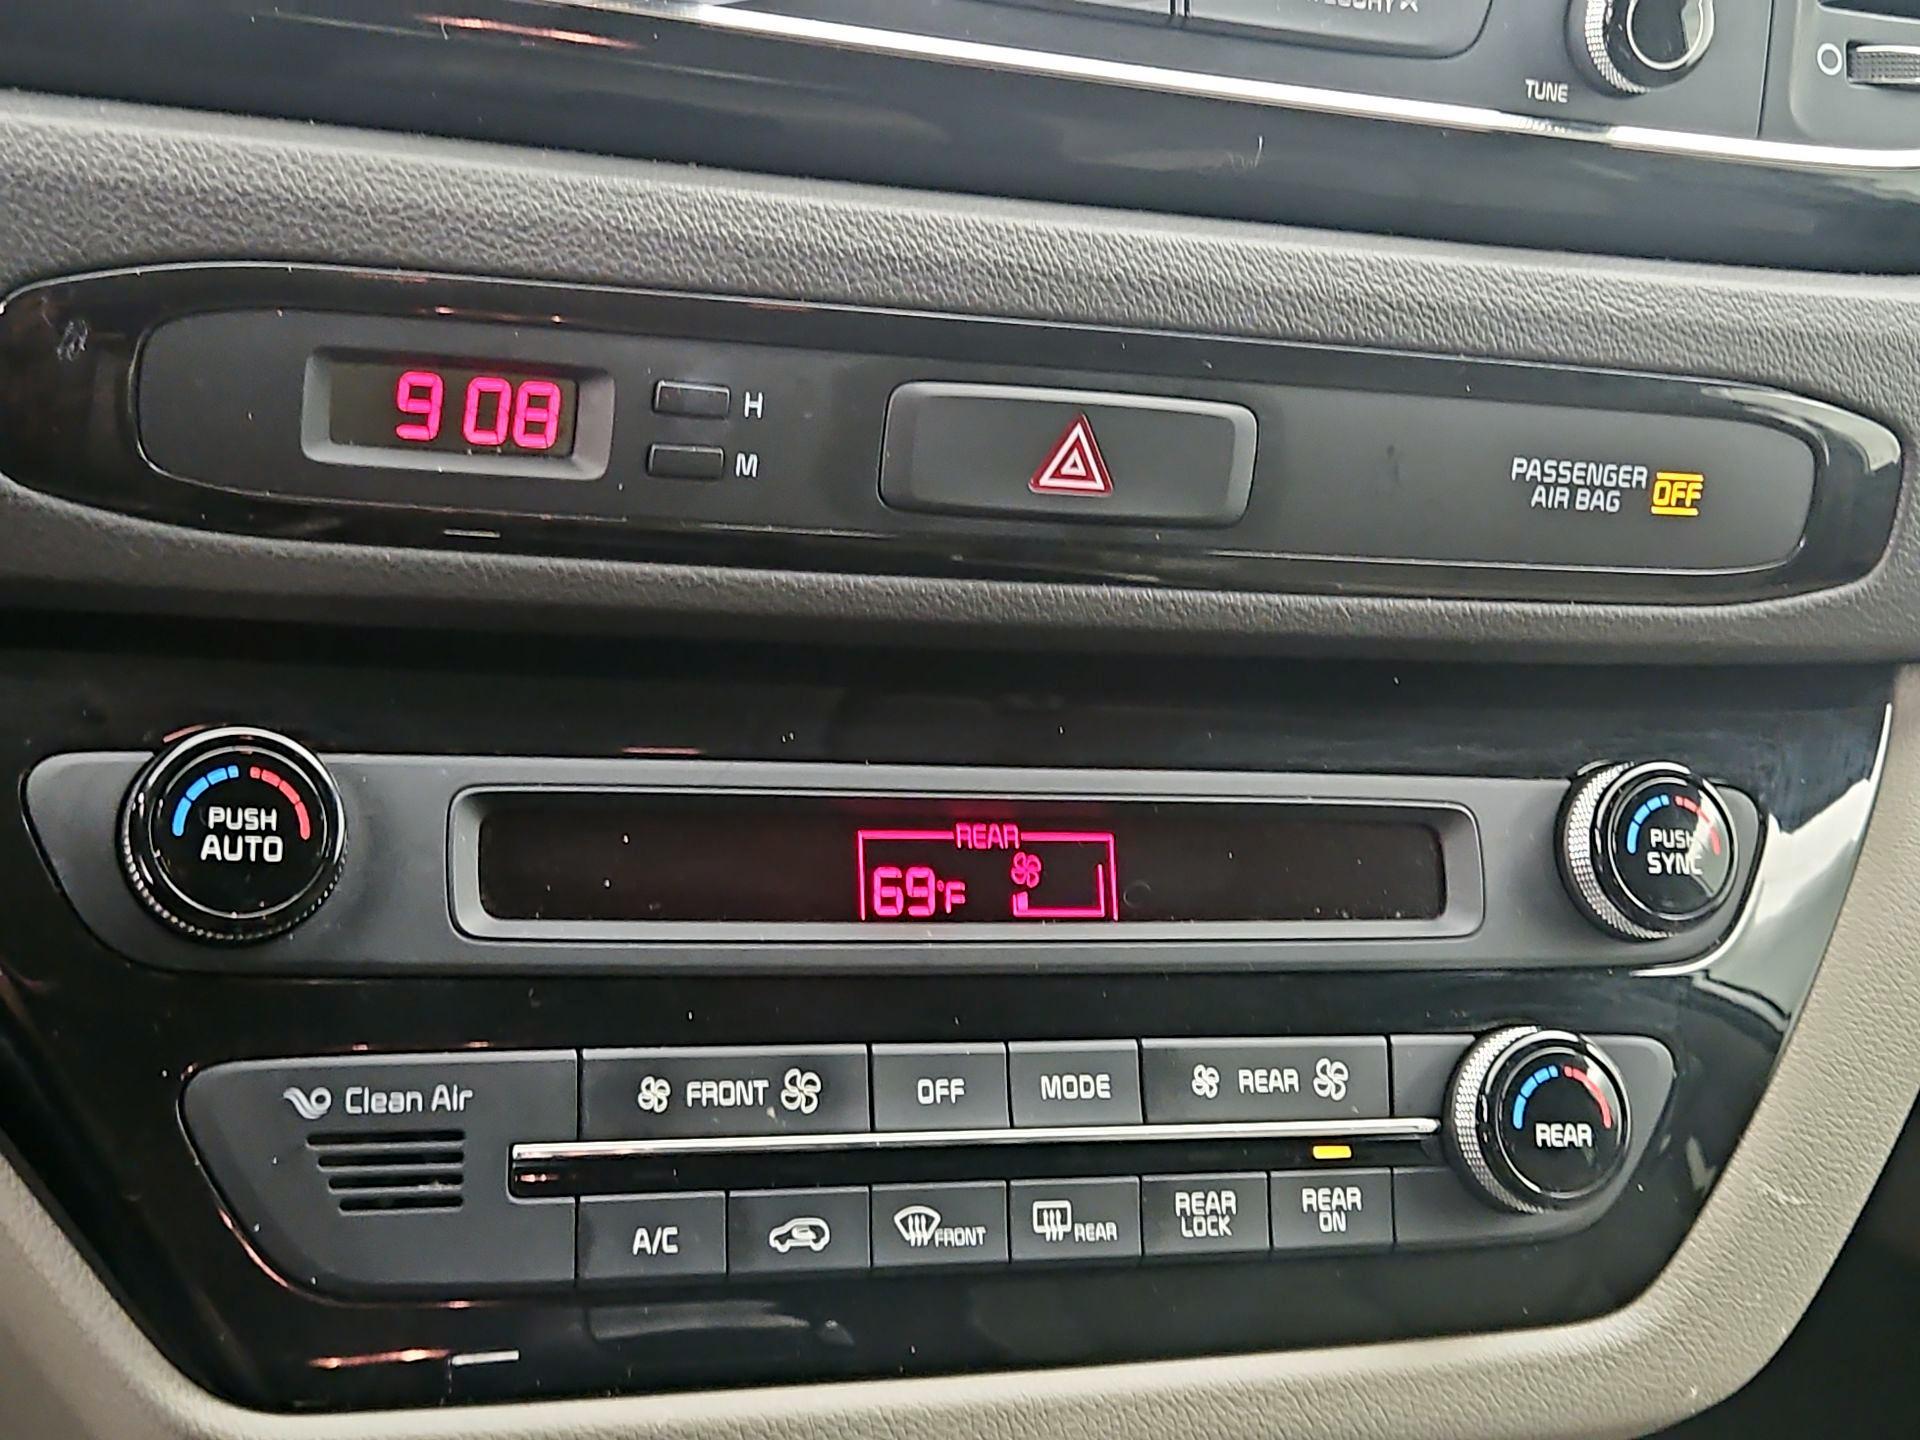 TUNE
9 08
H
M
PASSENGER
AIR BAG OFF
PUSH
AUTO
REAR
69°F
PUSH
SYNC
Clean Air
FRONT
OFF
MODE
REAR
REAR
A/C
FRONT
REAR
REAR
LOCK
REAR
ON